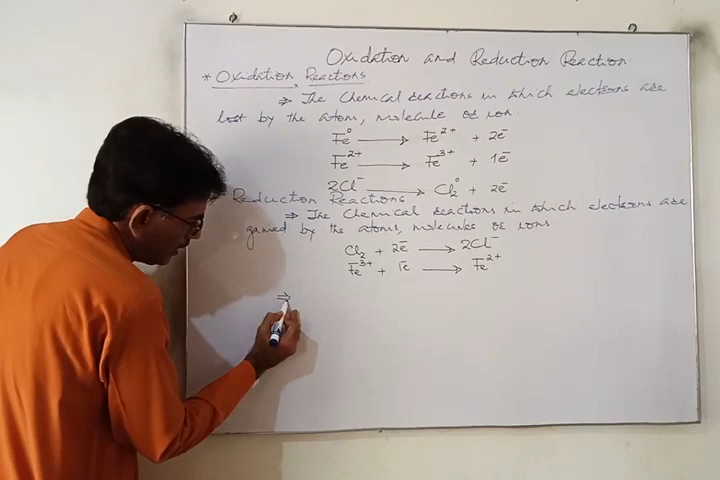 Oxidation and Reduction Reaction
* Oxidation Reactions
⇒ The Chemical reactions in which electrons are
lost by the atom, molecule or ion.
Fe⁰ ⟶ Fe²⁺ + 2e⁻
Fe²⁺ ⟶ Fe³⁺ + 1e⁻
2Cl⁻ ⟶ Cl₂⁰ + 2e⁻
* Reduction Reactions
⇒ The Chemical reactions in which electrons are
gained by the atoms, molecules or ions.
Cl₂ + 2e⁻ ⟶ 2Cl⁻
Fe³⁺ + 1e⁻ ⟶ Fe²⁺
⇒